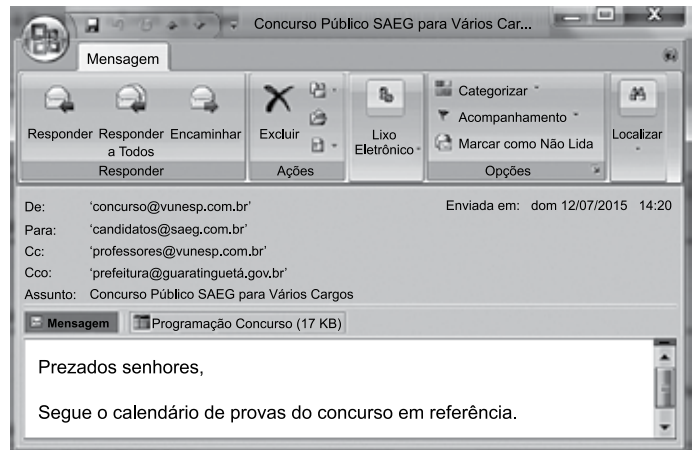 Concurso Público SAEG para Vários Car...
Mensagem
Responder Responder a Todos Encaminhar
Excluir
Lixo Eletrônico
Categorizar
Acompanhamento
Marcar como Não Lida
Localizar
Responder
Ações
Opções
De: 'concurso@vunesp.com.br' Enviada em: dom 12/07/2015 14:20
Para: 'candidatos@saeg.com.br'
Cc: 'professores@vunesp.com.br'
Cco: 'prefeitura@guaratinguetá.gov.br'
Assunto: Concurso Público SAEG para Vários Cargos
Mensagem Programação Concurso (17 KB)
Prezados senhores,
Segue o calendário de provas do concurso em referência.